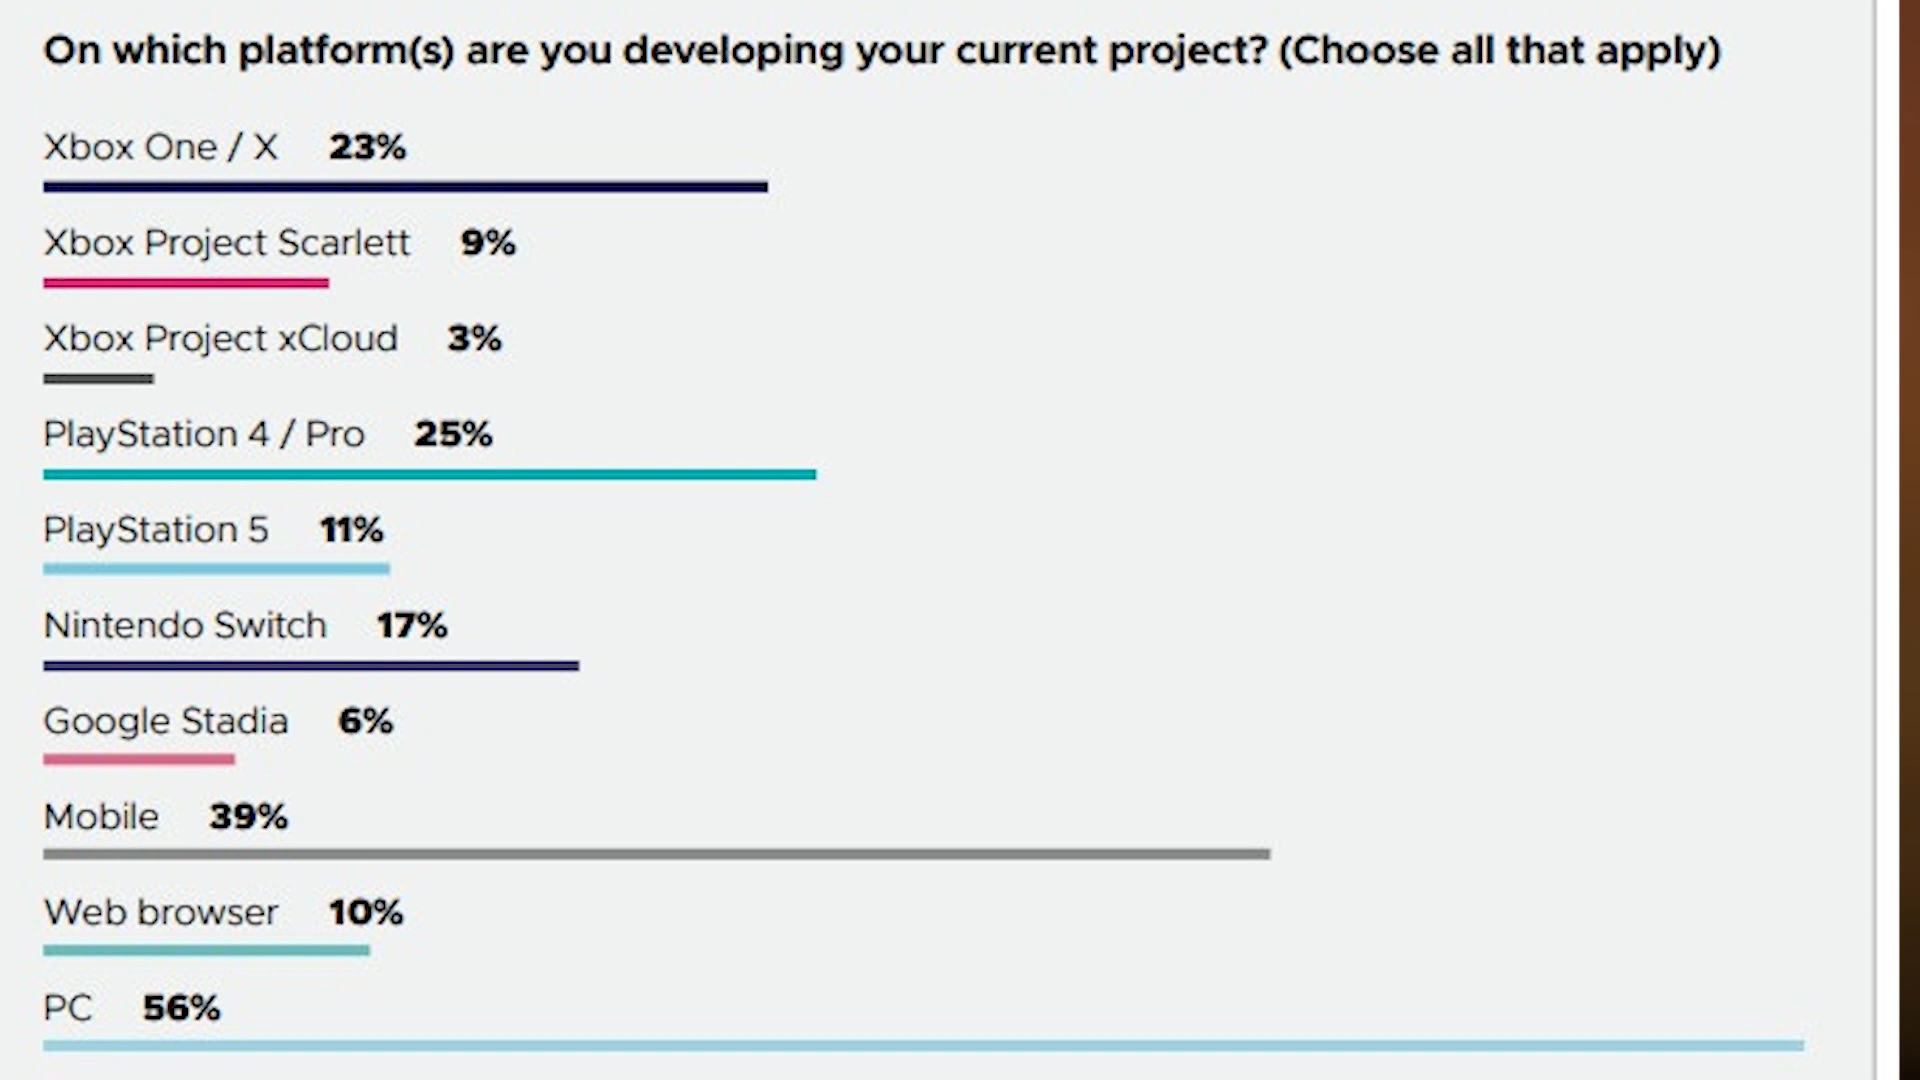 On which platform(s) are you developing your current project? (Choose all that apply)
Xbox One / X 23%
Xbox Project Scarlett 9%
Xbox Project xCloud 3%
PlayStation 4 / Pro 25%
PlayStation 5 11%
Nintendo Switch 17%
Google Stadia 6%
Mobile 39%
Web browser 10%
PC 56%